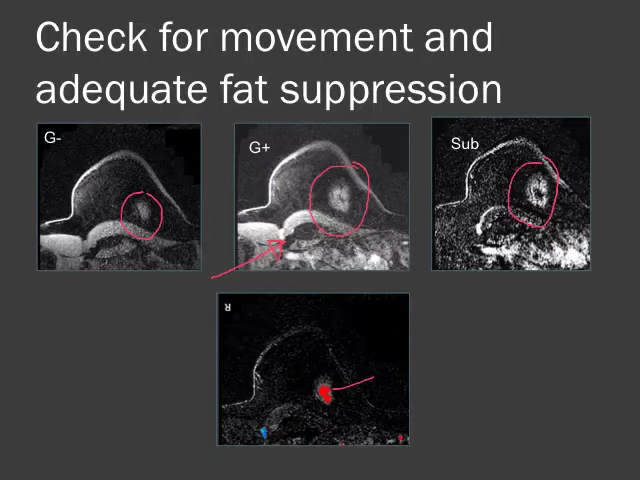 Check for movement and
adequate fat suppression
G-
G+
Sub
R